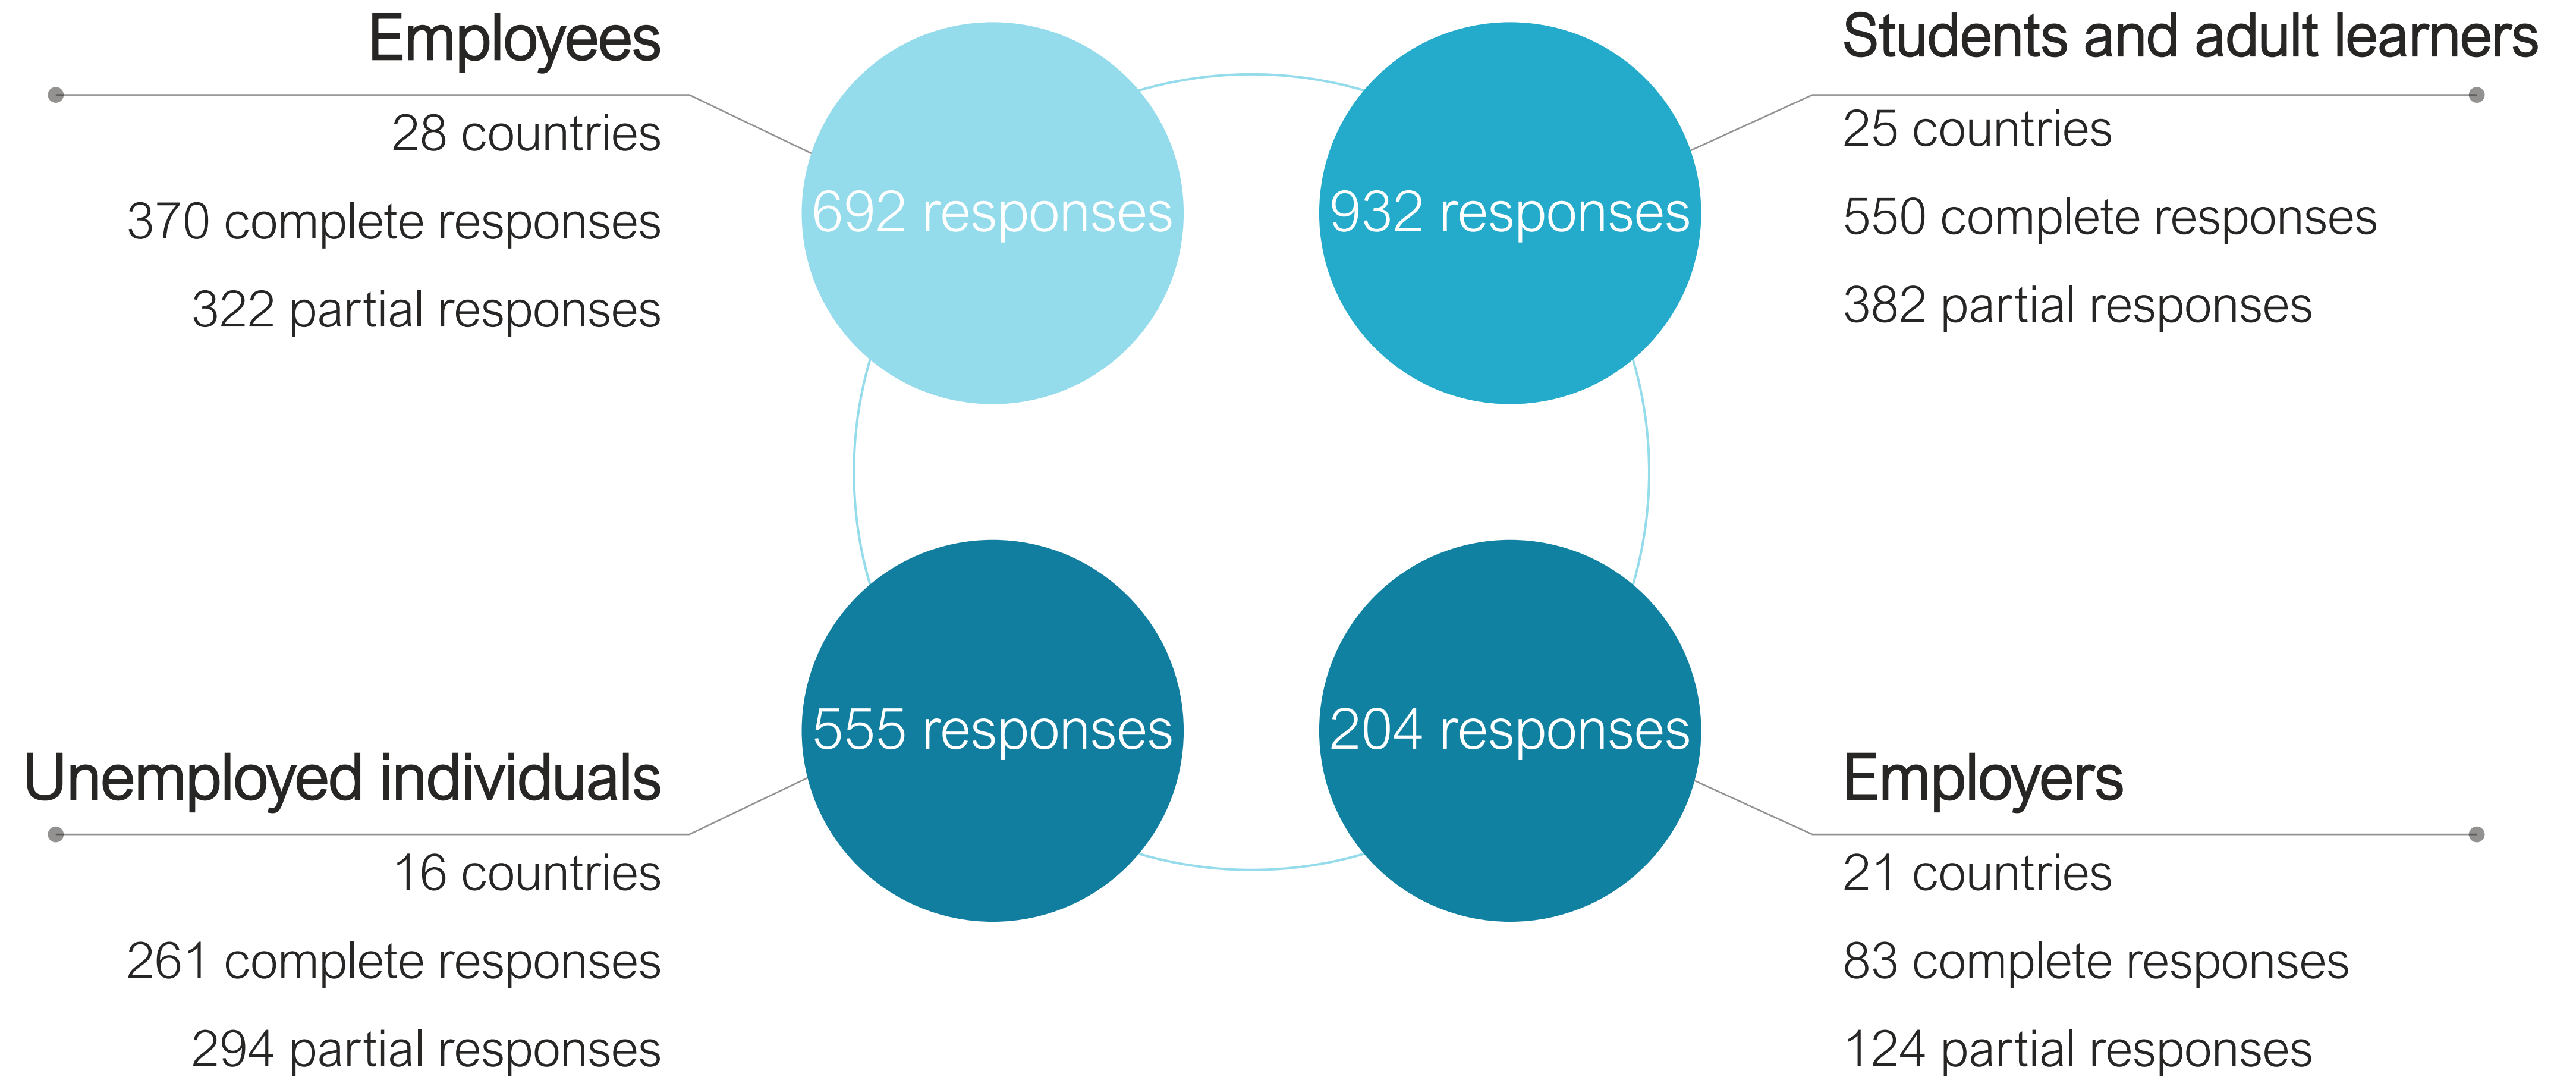 Employees
28 countries
370 complete responses
322 partial responses
692 responses
932 responses
Students and adult learners
25 countries
550 complete responses
382 partial responses
Unemployed individuals
16 countries
261 complete responses
294 partial responses
555 responses
204 responses
Employers
21 countries
83 complete responses
124 partial responses